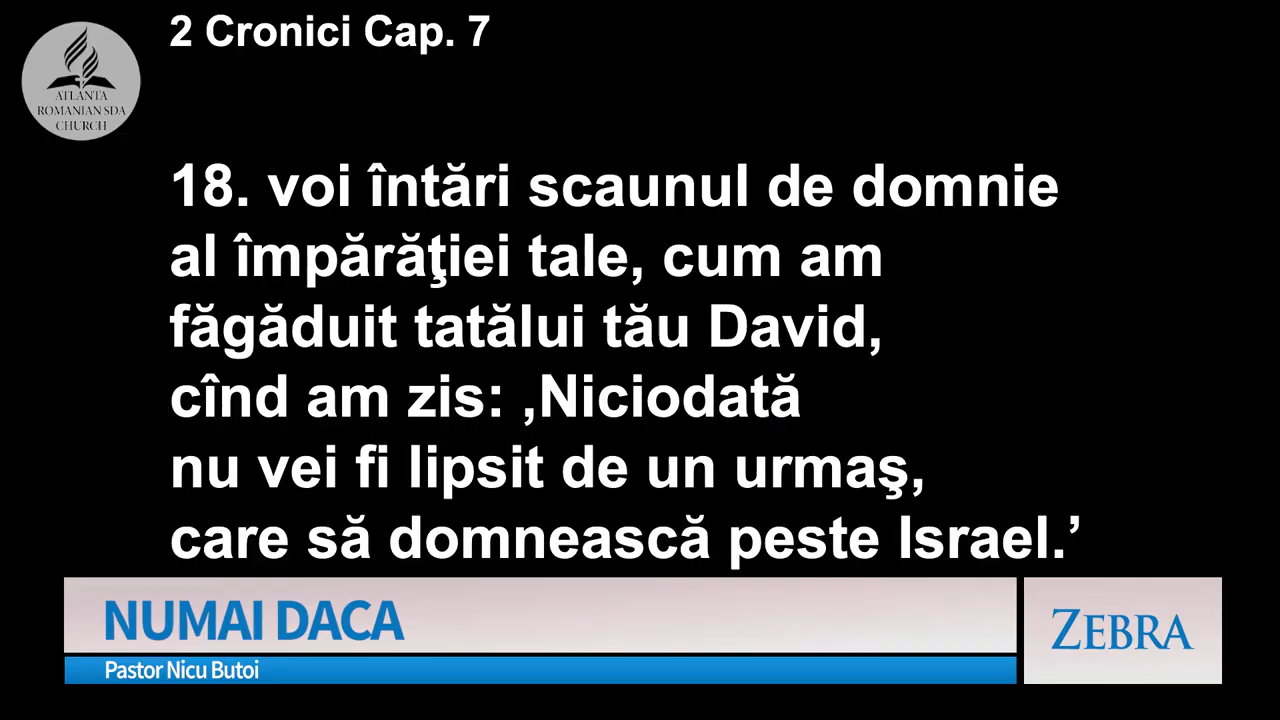 2 Cronici Cap. 7
ATLANTA
ROMANIAN SDA
CHURCH
18. voi întări scaunul de domnie
al împărăţiei tale, cum am
făgăduit tatălui tău David,
cînd am zis: ‚Niciodată
nu vei fi lipsit de un urmaş,
care să domnească peste Israel.’
NUMAI DACA
Pastor Nicu Butoi
ZEBRA